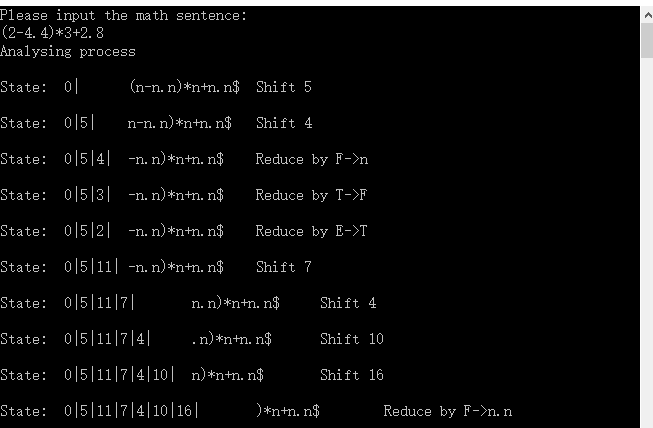 Please input the math sentence:
(2-4.4)*3+2.8
Analysing process
State:  0|      (n-n.n)*n+n.n$  Shift 5
State:  0|5|    n-n.n)*n+n.n$   Shift 4
State:  0|5|4|  -n.n)*n+n.n$    Reduce by F->n
State:  0|5|3|  -n.n)*n+n.n$    Reduce by T->F
State:  0|5|2|  -n.n)*n+n.n$    Reduce by E->T
State:  0|5|11| -n.n)*n+n.n$    Shift 7
State:  0|5|11|7|       n.n)*n+n.n$     Shift 4
State:  0|5|11|7|4|     .n)*n+n.n$      Shift 10
State:  0|5|11|7|4|10|  n)*n+n.n$       Shift 16
State:  0|5|11|7|4|10|16|       )*n+n.n$        Reduce by F->n.n